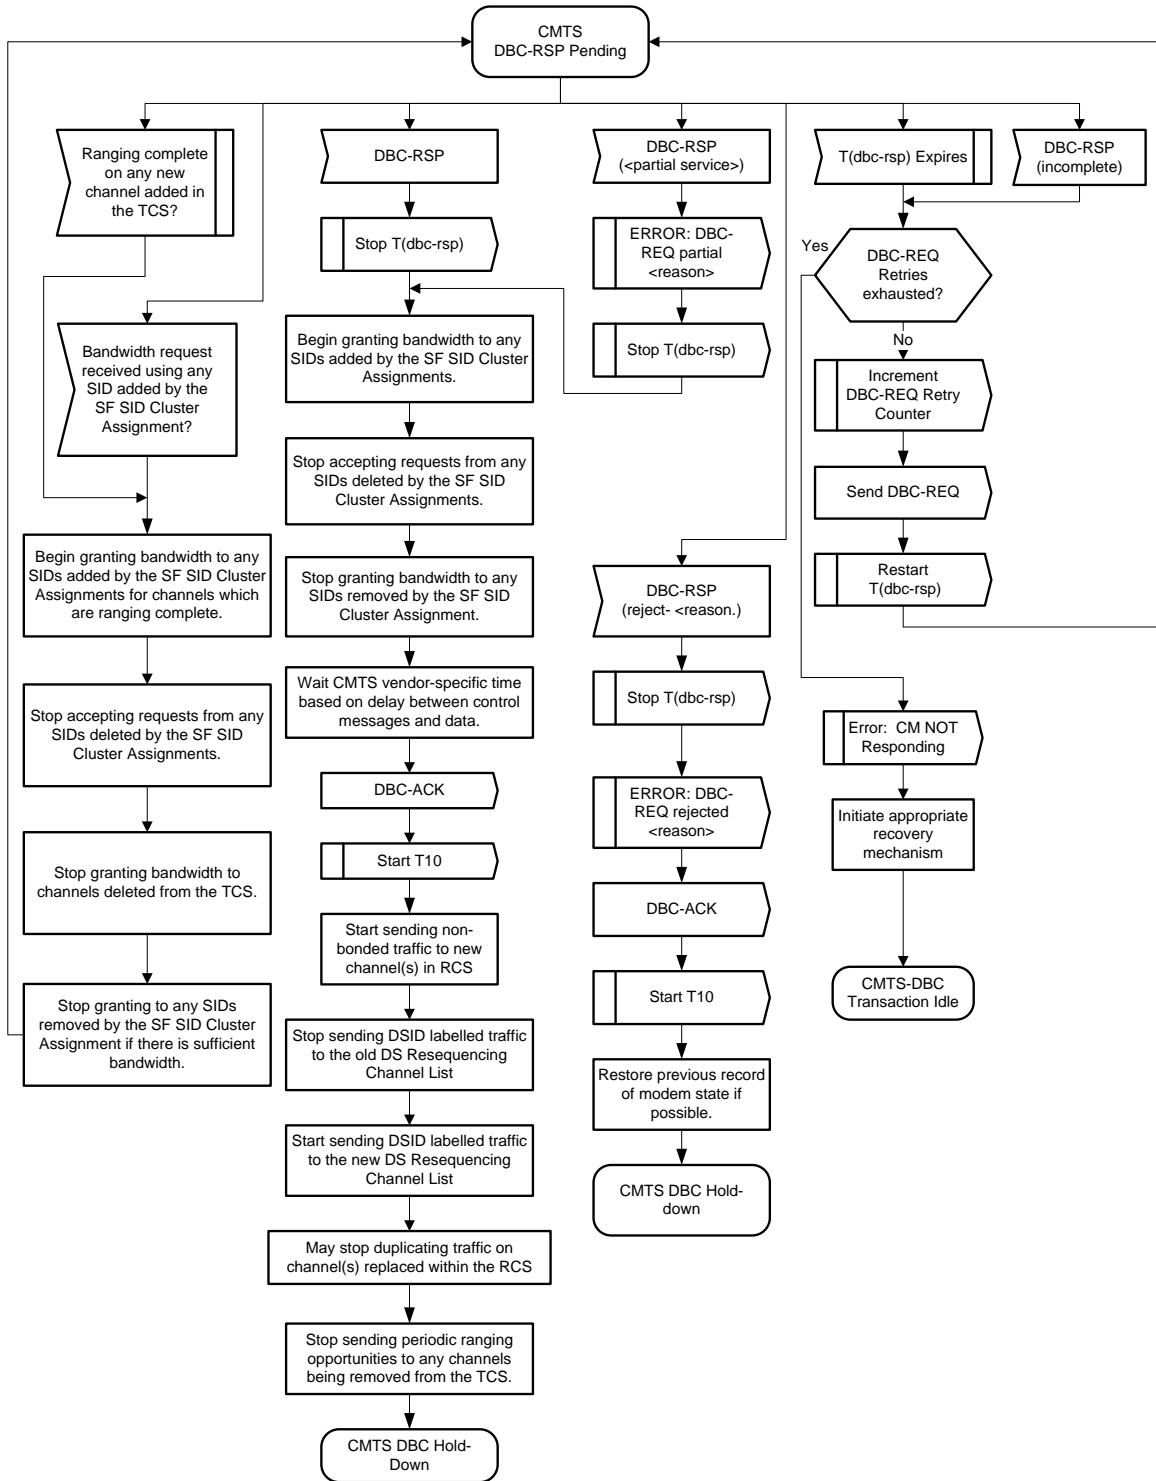 CMTS
DBC-RSP Pending
Ranging complete
on any new
channel added in
the TCS?
Bandwidth request
received using any
SID added by the
SF SID Cluster
Assignment?
Begin granting bandwidth to any
SIDs added by the SF SID Cluster
Assignments for channels which
are ranging complete.
Stop accepting requests from any
SIDs deleted by the SF SID
Cluster Assignments.
Stop granting bandwidth to
channels deleted from the TCS.
Stop granting to any SIDs
removed by the SF SID Cluster
Assignment if there is sufficient
bandwidth.
DBC-RSP
Stop T(dbc-rsp)
Begin granting bandwidth to any
SIDs added by the SF SID Cluster
Assignments.
Stop accepting requests from any
SIDs deleted by the SF SID
Cluster Assignments.
Stop granting bandwidth to any
SIDs removed by the SF SID
Cluster Assignment.
Wait CMTS vendor-specific time
based on delay between control
messages and data.
DBC-ACK
Start T10
Start sending non-
bonded traffic to new
channel(s) in RCS
Stop sending DSID labelled traffic
to the old DS Resequencing
Channel List
Start sending DSID labelled traffic
to the new DS Resequencing
Channel List
May stop duplicating traffic on
channel(s) replaced within the RCS
Stop sending periodic ranging
opportunities to any channels
being removed from the TCS.
CMTS DBC Hold-
Down
DBC-RSP
(<partial service>)
ERROR: DBC-
REQ partial
<reason>
Stop T(dbc-rsp)
DBC-RSP
(reject- <reason.)
Stop T(dbc-rsp)
ERROR: DBC-
REQ rejected
<reason>
DBC-ACK
Start T10
Restore previous record
of modem state if
possible.
CMTS DBC Hold-
down
T(dbc-rsp) Expires
DBC-RSP
(incomplete)
Yes
DBC-REQ
Retries
exhausted?
No
Increment
DBC-REQ Retry
Counter
Send DBC-REQ
Restart
T(dbc-rsp)
Error: CM NOT
Responding
Initiate appropriate
recovery
mechanism
CMTS-DBC
Transaction Idle